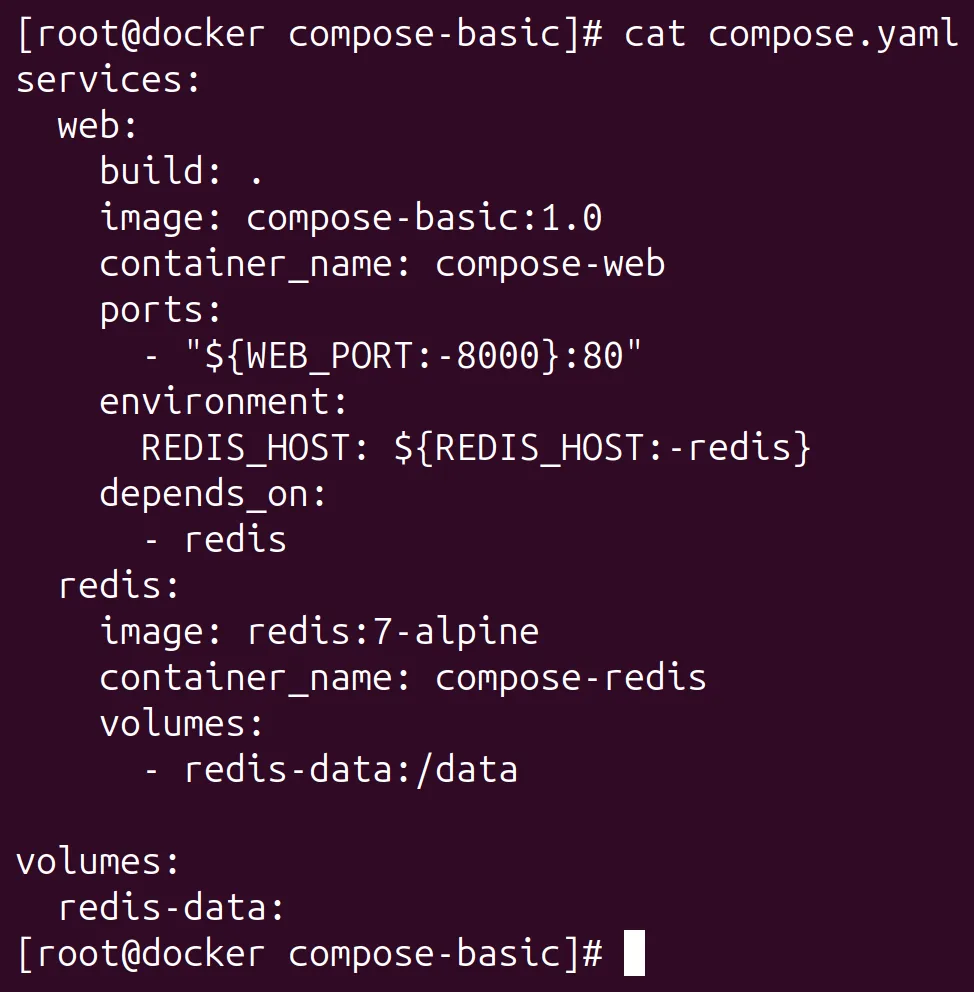 [root@docker compose-basic]# cat compose.yaml
services:
  web:
    build: .
    image: compose-basic:1.0
    container_name: compose-web
    ports:
      - "${WEB_PORT:-8000}:80"
    environment:
      REDIS_HOST: ${REDIS_HOST:-redis}
    depends_on:
      - redis
  redis:
    image: redis:7-alpine
    container_name: compose-redis
    volumes:
      - redis-data:/data

volumes:
  redis-data:
[root@docker compose-basic]#